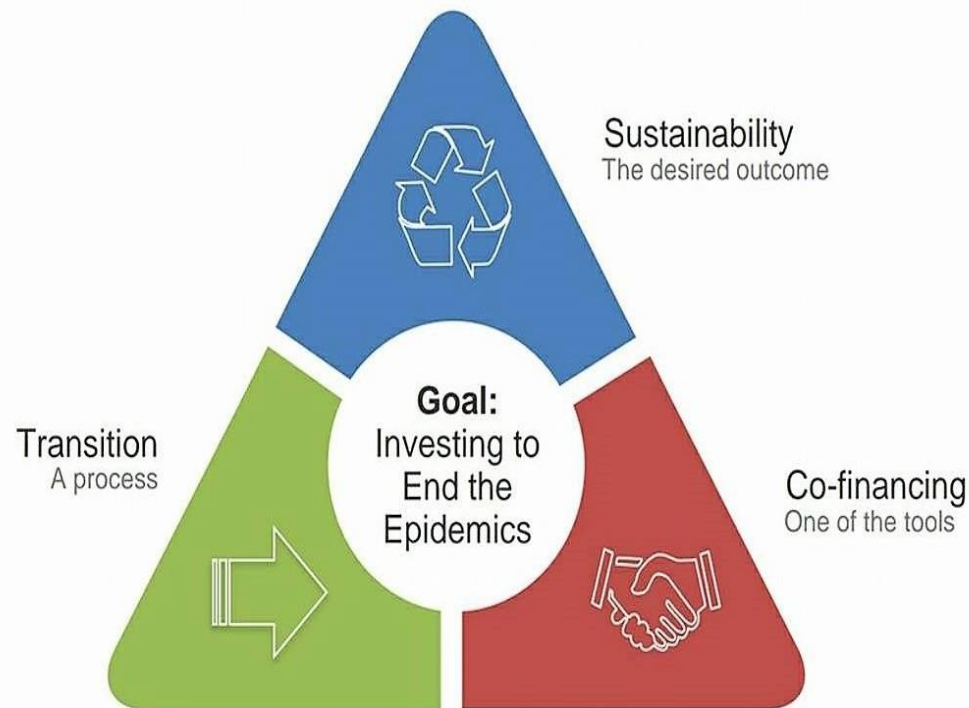 Sustainability
The desired outcome
Goal:
Investing to
End the
Epidemics
Transition
A process
Co-financing
One of the tools